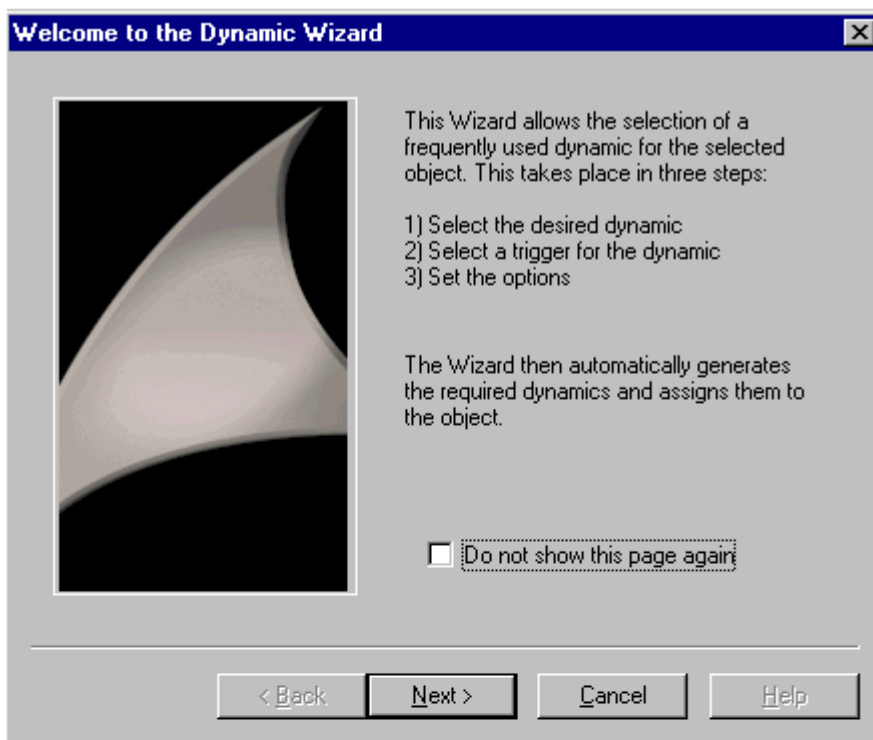 Welcome to the Dynamic Wizard
This Wizard allows the selection of a
frequently used dynamic for the selected
object. This takes place in three steps:
1) Select the desired dynamic
2) Select a trigger for the dynamic
3) Set the options
The Wizard then automatically generates
the required dynamics and assigns them to
the object.
Do not show this page again
< Back
Next >
Cancel
Help